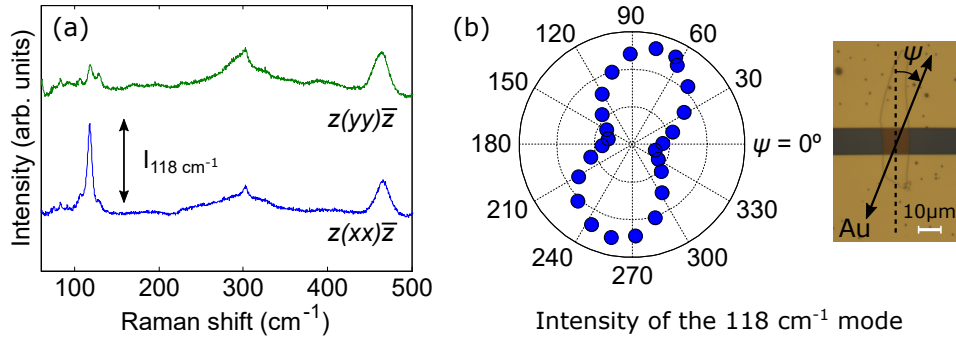 (a)
Intensity (arb. units)
z(yy)z̅
I118 cm-1
z(xx)z̅
100 200 300 400 500
Raman shift (cm-1)
(b)
90
120 60
150 30
180 ψ = 0º
210 330
240 300
270
Intensity of the 118 cm-1 mode
ψ
Au
10μm